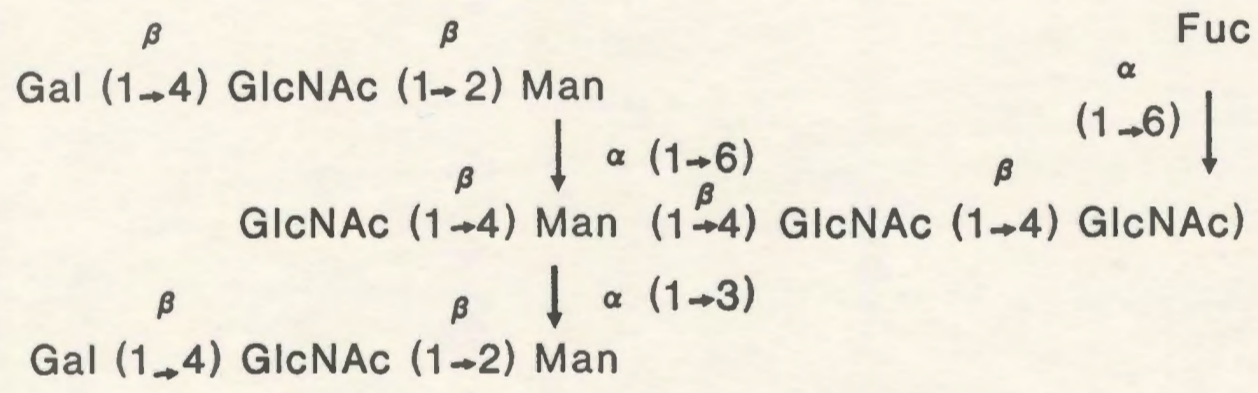 β β Fuc
Gal (1→4) GlcNAc (1→2) Man α
(1→6)
α (1→6)
β β β
GlcNAc (1→4) Man (1→4) GlcNAc (1→4) GlcNAc)
α (1→3)
β β
Gal (1→4) GlcNAc (1→2) Man